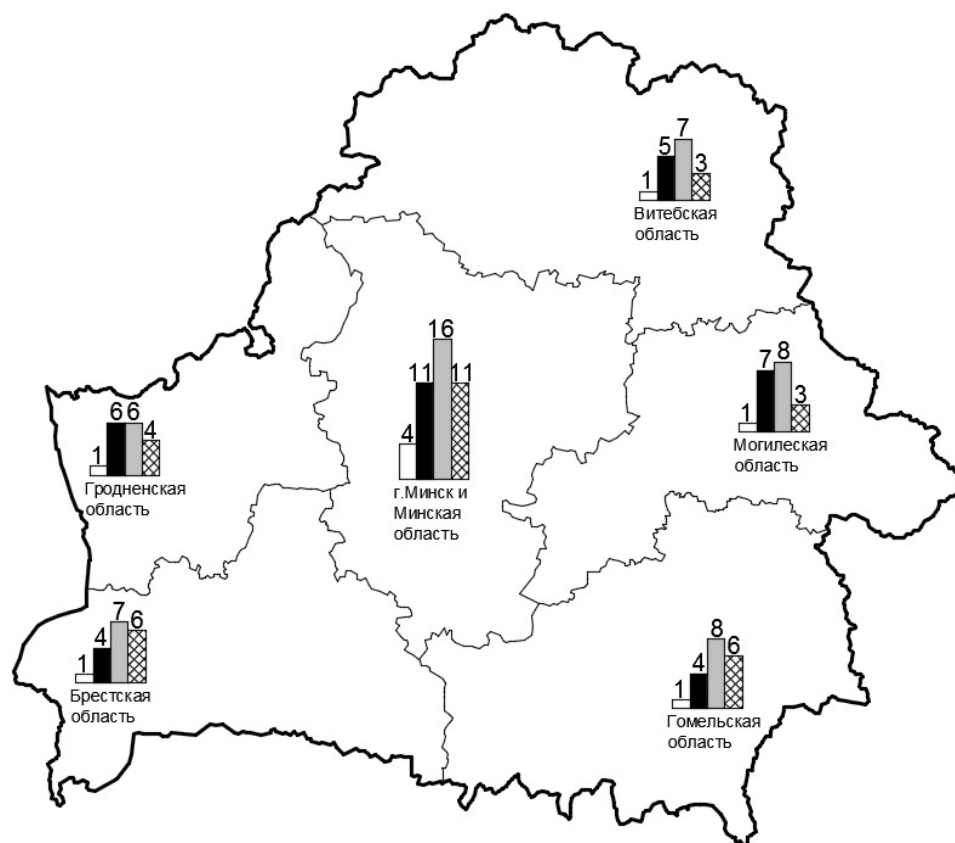 1 5 7 3
Витебская
область
4 11 16 11
г.Минск и
Минская
область
1 7 8 3
Могилеская
область
1 6 6 4
Гродненская
область
1 4 7 6
Брестская
область
1 4 8 6
Гомельская
область